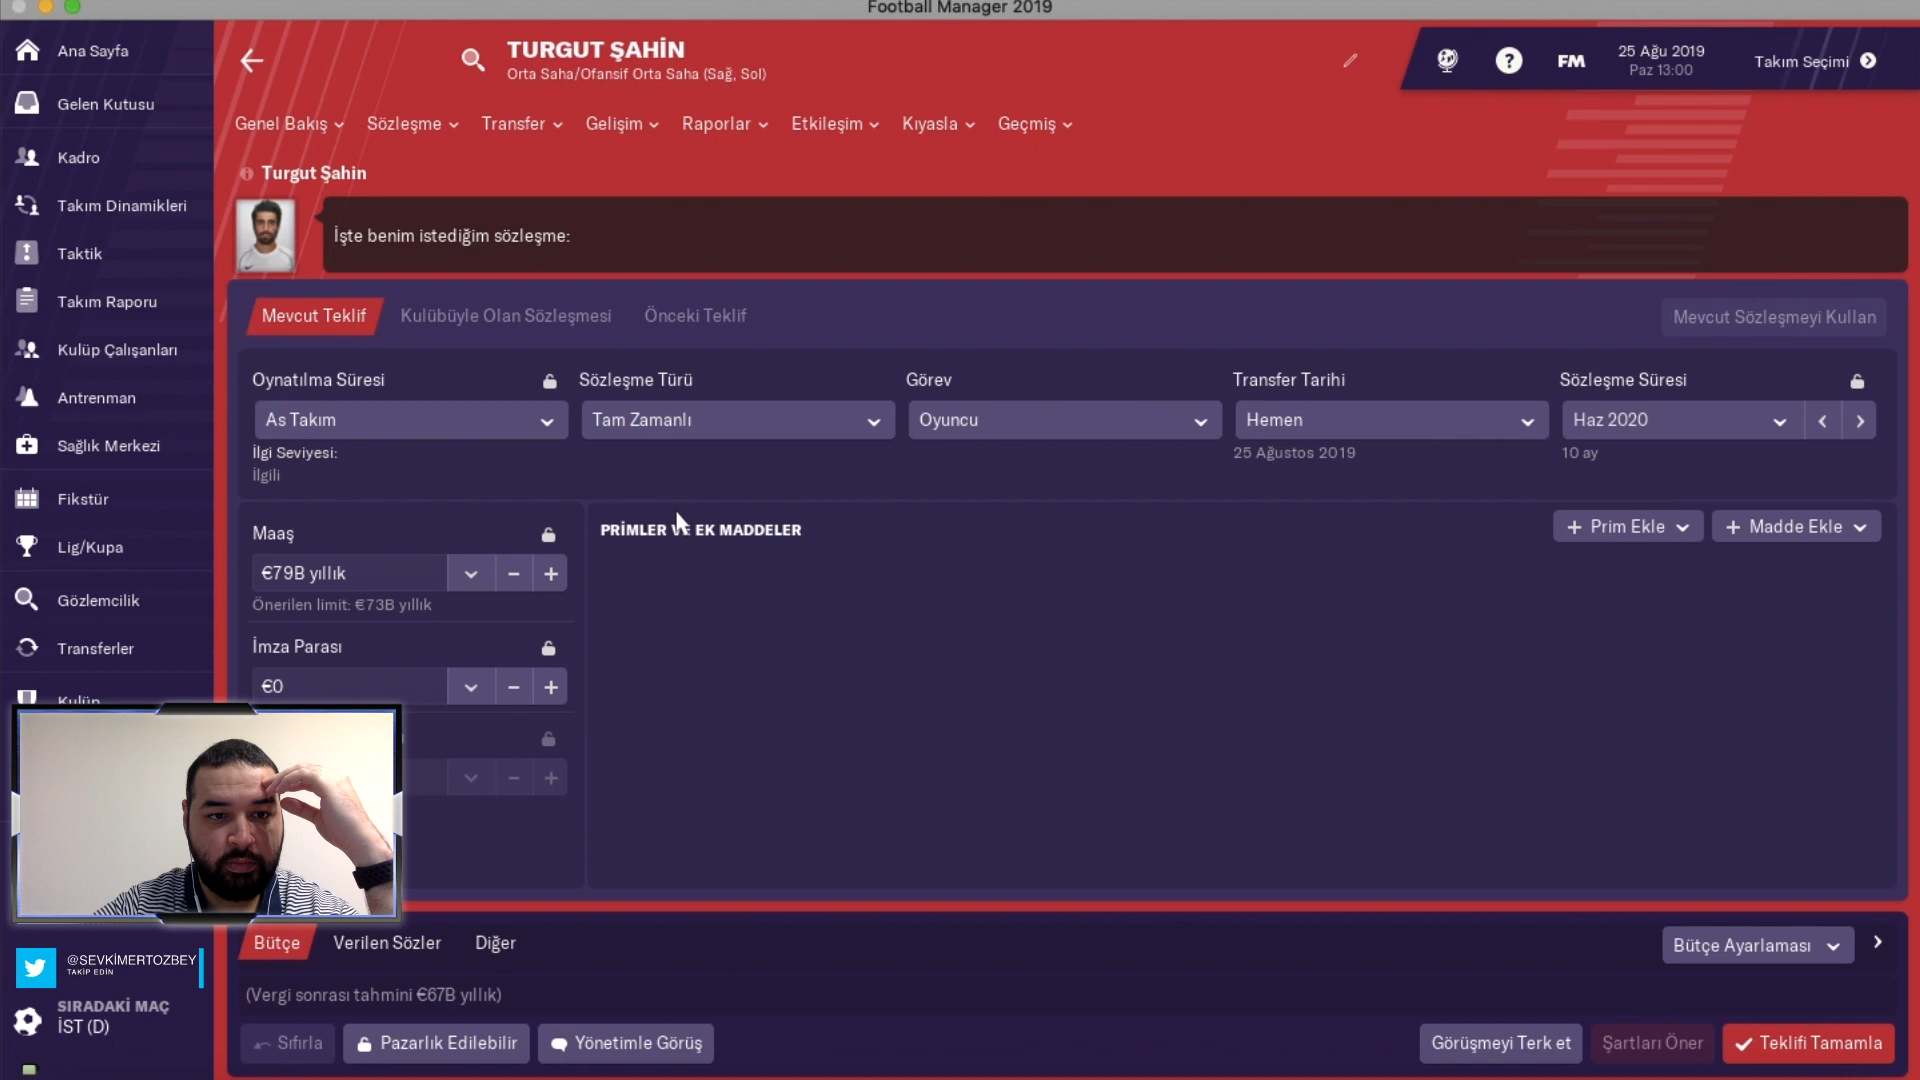 Football Manager 2019
Ana Sayfa
Gelen Kutusu
Kadro
Takım Dinamikleri
Taktik
Takım Raporu
Kulüp Çalışanları
Antrenman
Sağlık Merkezi
Fikstür
Lig/Kupa
Gözlemcilik
Transferler
Kulüp
@SEVKİMERTOZBEY
TAKİP EDİN
SIRADAKİ MAÇ
İST (D)
TURGUT ŞAHİN
Orta Saha/Ofansif Orta Saha (Sağ, Sol)
FM
25 Ağu 2019
Paz 13:00
Takım Seçimi
Genel Bakış Sözleşme Transfer Gelişim Raporlar Etkileşim Kıyasla Geçmiş
Turgut Şahin
İşte benim istediğim sözleşme:
Mevcut Teklif Kulübüyle Olan Sözleşmesi Önceki Teklif Mevcut Sözleşmeyi Kullan
Oynatılma Süresi Sözleşme Türü Görev Transfer Tarihi Sözleşme Süresi
As Takım Tam Zamanlı Oyuncu Hemen Haz 2020
İlgi Seviyesi: 25 Ağustos 2019 10 ay
İlgili
Maaş
€79B yıllık
Önerilen limit: €73B yıllık
İmza Parası
€0
PRİMLER VE EK MADDELER
+ Prim Ekle + Madde Ekle
Bütçe Verilen Sözler Diğer Bütçe Ayarlaması
(Vergi sonrası tahmini €67B yıllık)
Sıfırla Pazarlık Edilebilir Yönetimle Görüş Görüşmeyi Terk et Şartları Öner Teklifi Tamamla